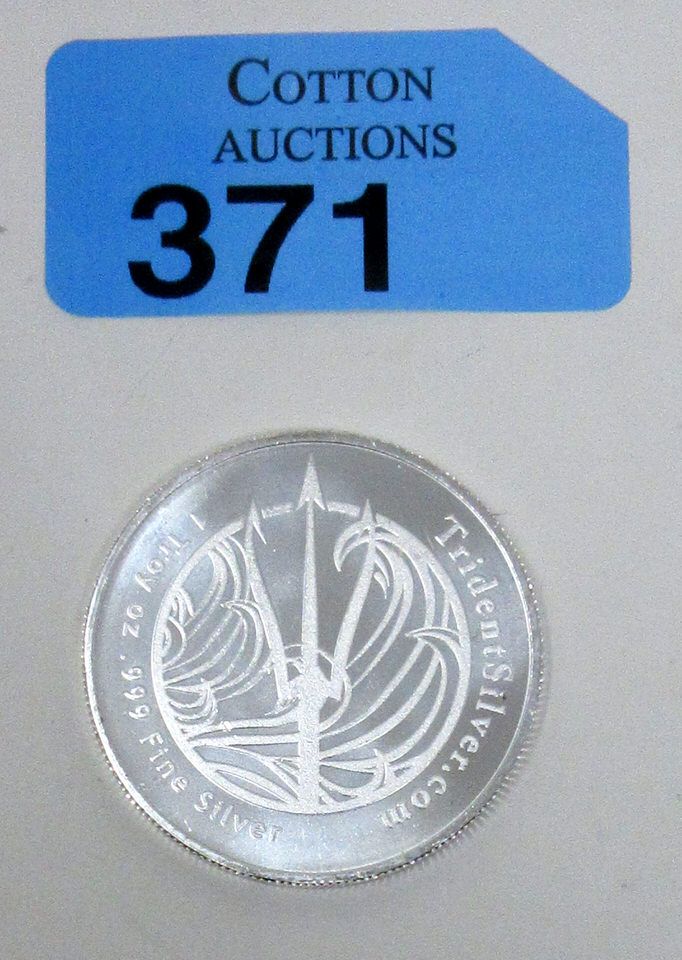 COTTON
AUCTIONS
371
1 Troy oz .999 Fine Silver
TridentSilver.com